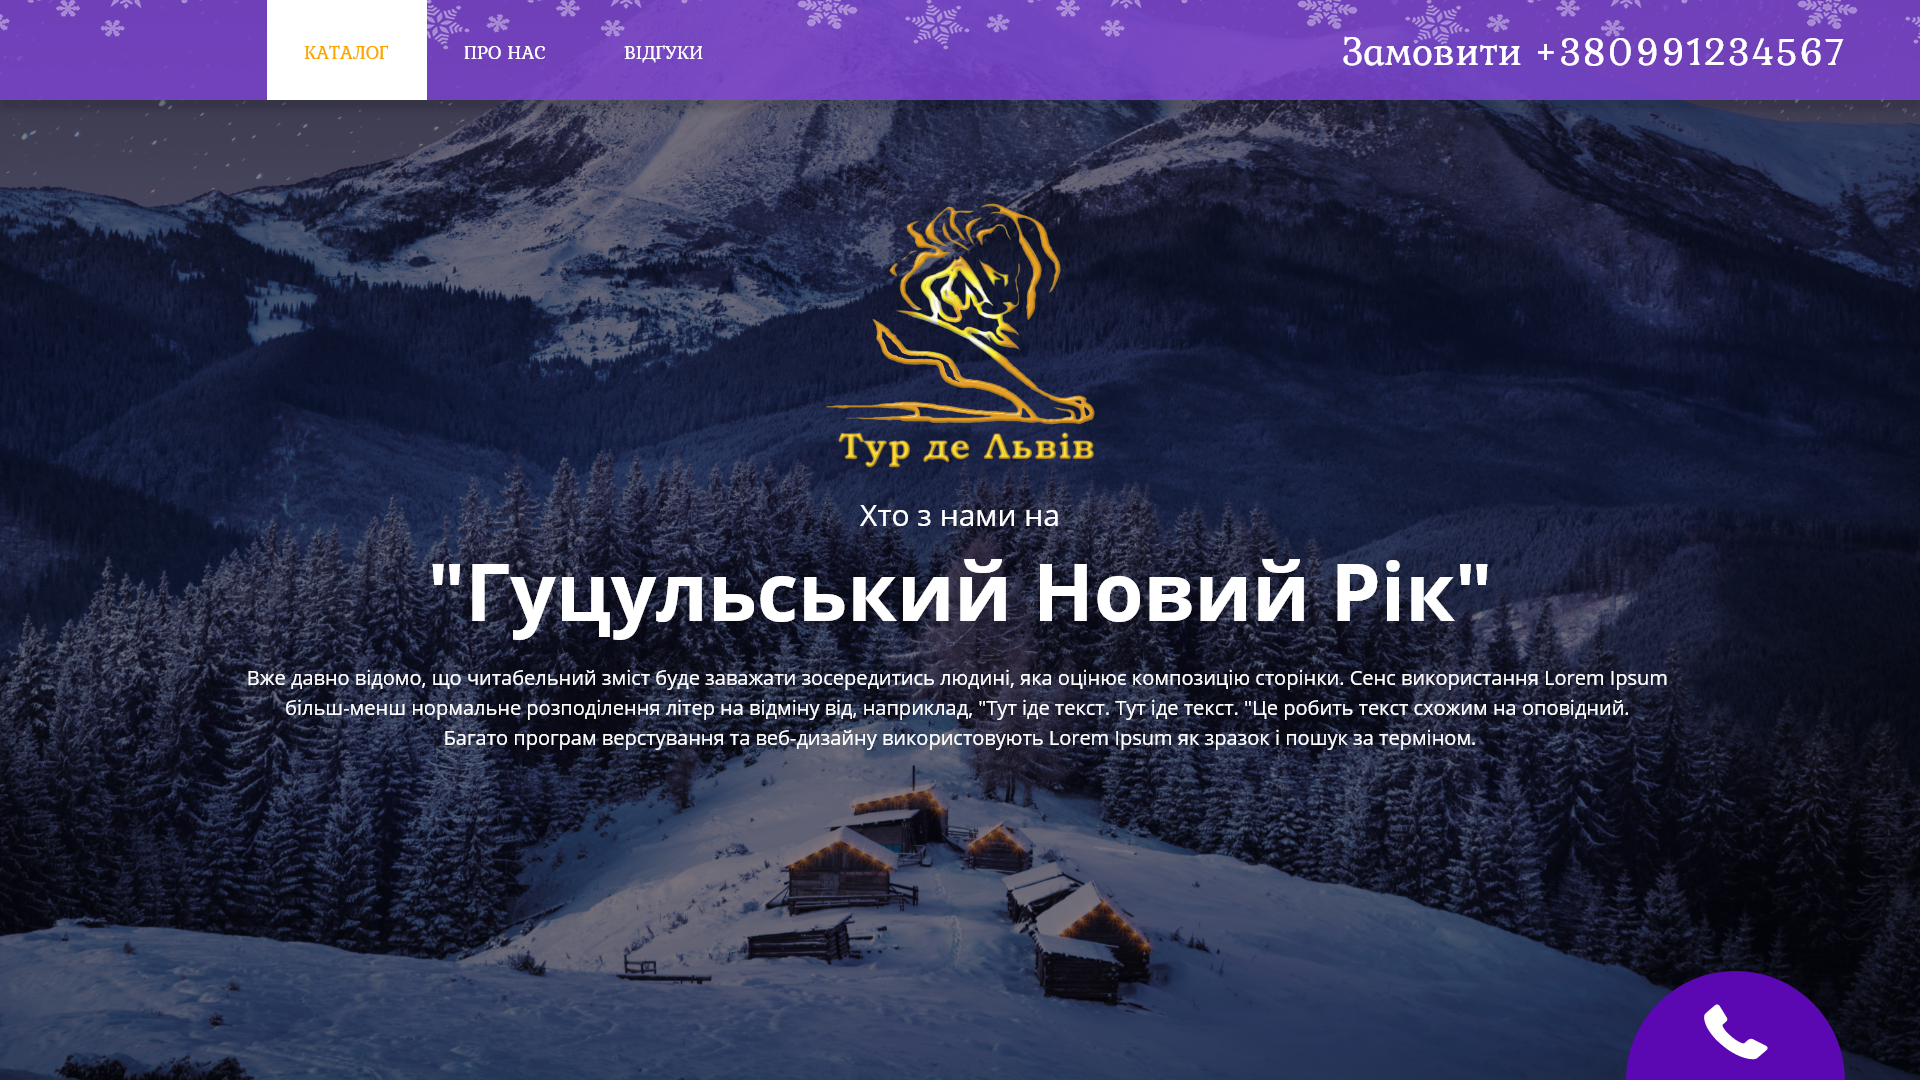 КАТАЛОГ
ПРО НАС
ВІДГУКИ
Замовити +380991234567
Тур де Львів
Хто з нами на
"Гуцульський Новий Рік"
Вже давно відомо, що читабельний зміст буде заважати зосередитись людині, яка оцінює композицію сторінки. Сенс використання Lorem Ipsum
більш-менш нормальне розподілення літер на відміну від, наприклад, "Тут іде текст. Тут іде текст. "Це робить текст схожим на оповідний.
Багато програм верстування та веб-дизайну використовують Lorem Ipsum як зразок і пошук за терміном.